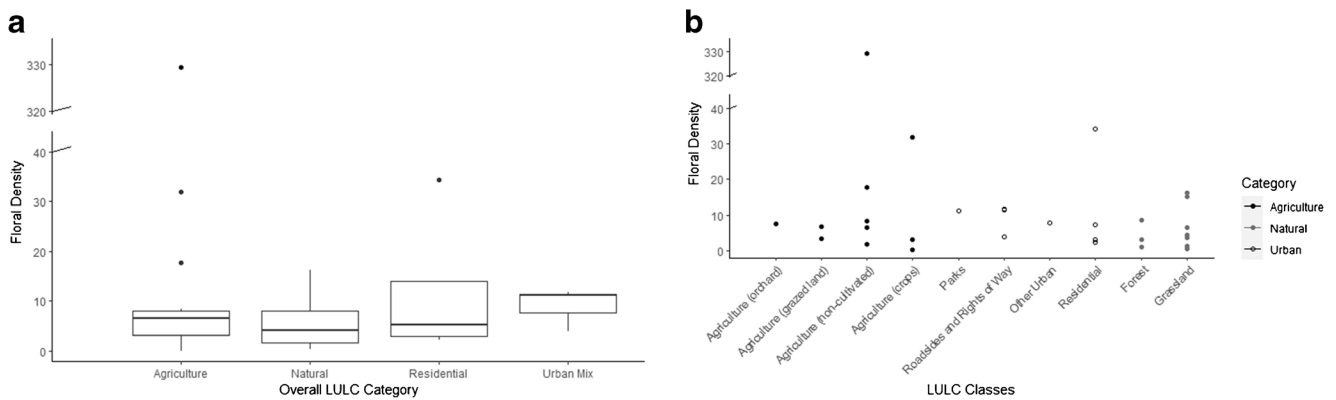 a
330
320
40
30
20
10
0
Floral Density
Agriculture
Natural
Residential
Urban Mix
Overall LULC Category
b
330
320
40
30
20
10
0
Floral Density
Agriculture (orchard)
Agriculture (grazed land)
Agriculture (non-cultivated)
Agriculture (crops)
Parks
Roadsides and Rights of Way
Other Urban
Residential
Forest
Grassland
LULC Classes
Category
Agriculture
Natural
Urban